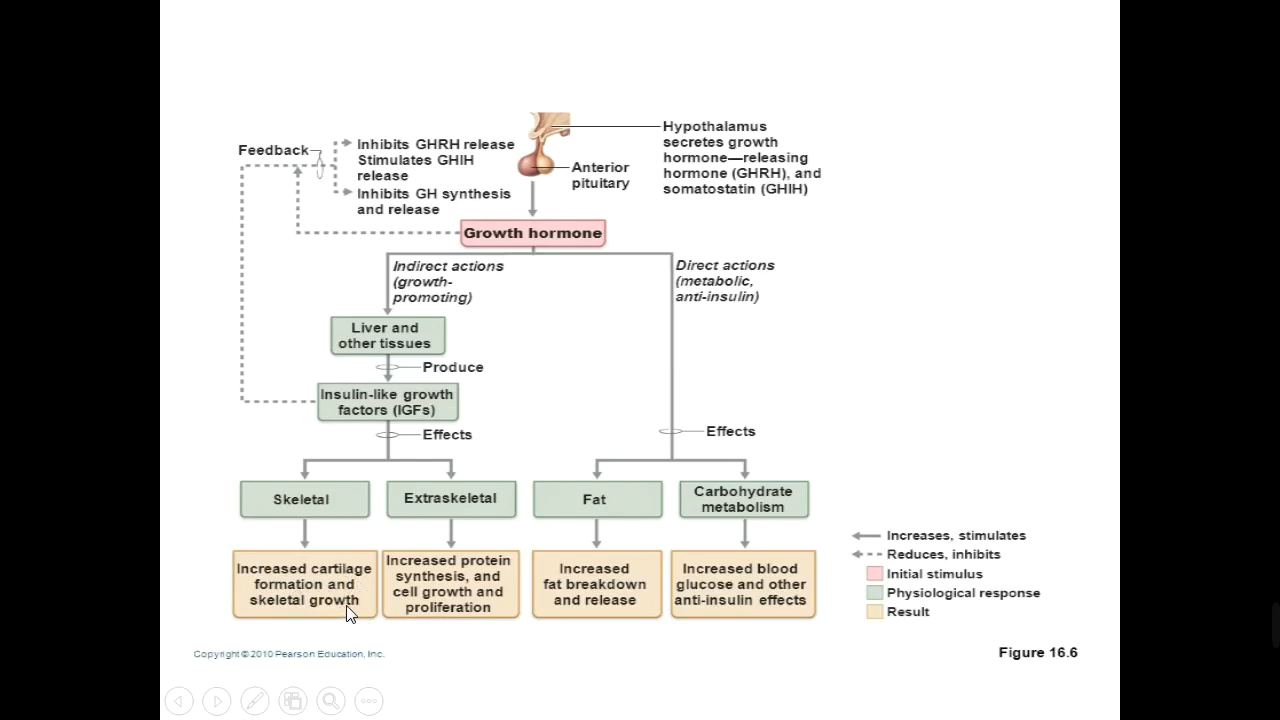 Feedback
Inhibits GHRH release
Stimulates GHIH
release
Inhibits GH synthesis
and release
Anterior
pituitary
Hypothalamus
secretes growth
hormone—releasing
hormone (GHRH), and
somatostatin (GHIH)
Growth hormone
Indirect actions
(growth-
promoting)
Direct actions
(metabolic,
anti-insulin)
Liver and
other tissues
Produce
Insulin-like growth
factors (IGFs)
Effects
Effects
Skeletal
Extraskeletal
Fat
Carbohydrate
metabolism
Increased cartilage
formation and
skeletal growth
Increased protein
synthesis, and
cell growth and
proliferation
Increased
fat breakdown
and release
Increased blood
glucose and other
anti-insulin effects
Increases, stimulates
Reduces, inhibits
Initial stimulus
Physiological response
Result
Copyright © 2010 Pearson Education, Inc.
Figure 16.6